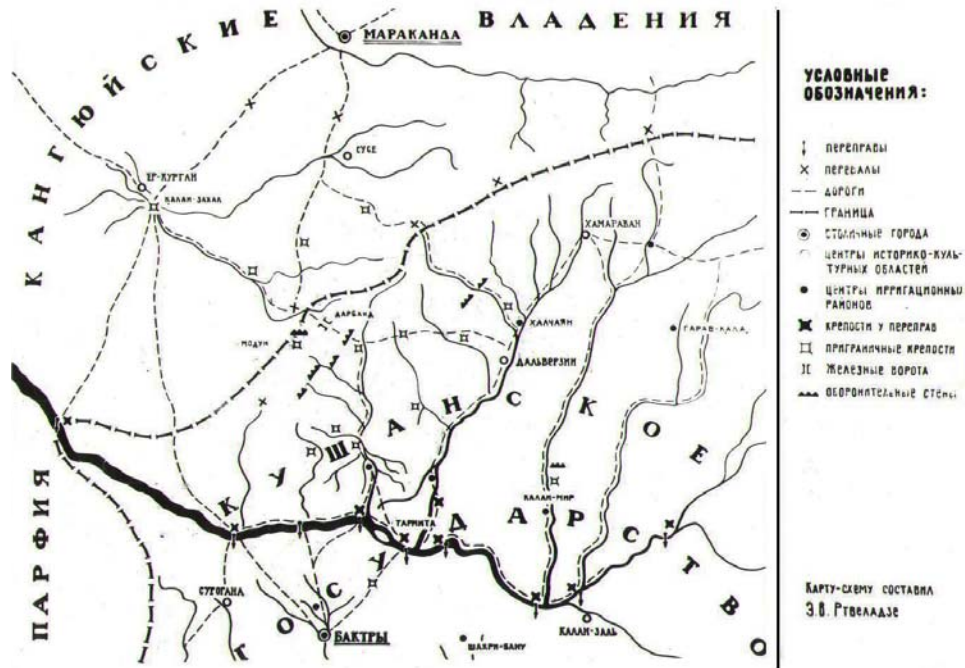 КАНГЮЙСКИЕ ВЛАДЕНИЯ
МАРАКАНДА
СУБЕ
ЕР-КУРГАН
КАЛАИ-ЗАХАК
ХАМАРАВАН
ДАРБАНД
МОДУН
ХАЛЧАЯН
ГАРАВ-КАЛА
ДАЛЬВЕРЗИН
КУШАНСКОЕ
ГОСУДАРСТВО
ПАРФИЯ
КАЛАИ-МИР
ТАРМИТА
БАКТРЫ
ШАХРИ-БАНУ
КАЛАИ-ЗАЛЬ
УСЛОВНЫЕ
ОБОЗНАЧЕНИЯ:
ПЕРЕПРАВЫ
ПЕРЕВАЛЫ
ДОРОГИ
ГРАНИЦА
СТОЛИЧНЫЕ ГОРОДА
ЦЕНТРЫ ИСТОРИКО-КУЛЬ-
ТУРНЫХ ОБЛАСТЕЙ
ЦЕНТРЫ ИРРИГАЦИОННЫХ
РАЙОНОВ
КРЕПОСТИ У ПЕРЕПРАВ
ПРИГРАНИЧНЫЕ КРЕПОСТИ
ЖЕЛЕЗНЫЕ ВОРОТА
ОБОРОНИТЕЛЬНЫЕ СТЕНЫ
КАРТУ-СХЕМУ СОСТАВИЛ
Э.В. РТВЕЛАДЗЕ